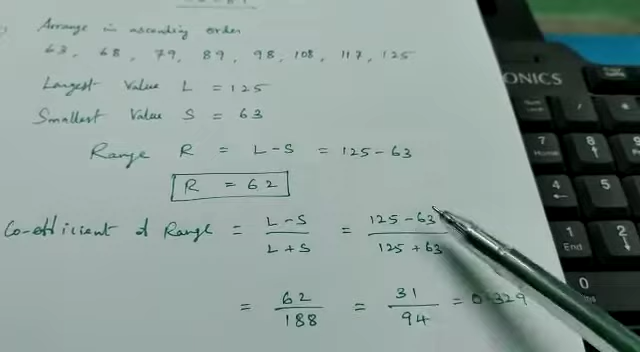 Arrange in ascending order
63, 68, 79, 89, 98, 108, 117, 125
Largest Value L = 125
Smallest Value S = 63
Range R = L-S = 125-63
R = 62
Co-efficient of Range = L-S / L+S = 125-63 / 125+63
= 62 / 188 = 31 / 94 = 0.329
ONICS
7 Home 8 ↑
4 ← 5
1 End 2 ↓
0